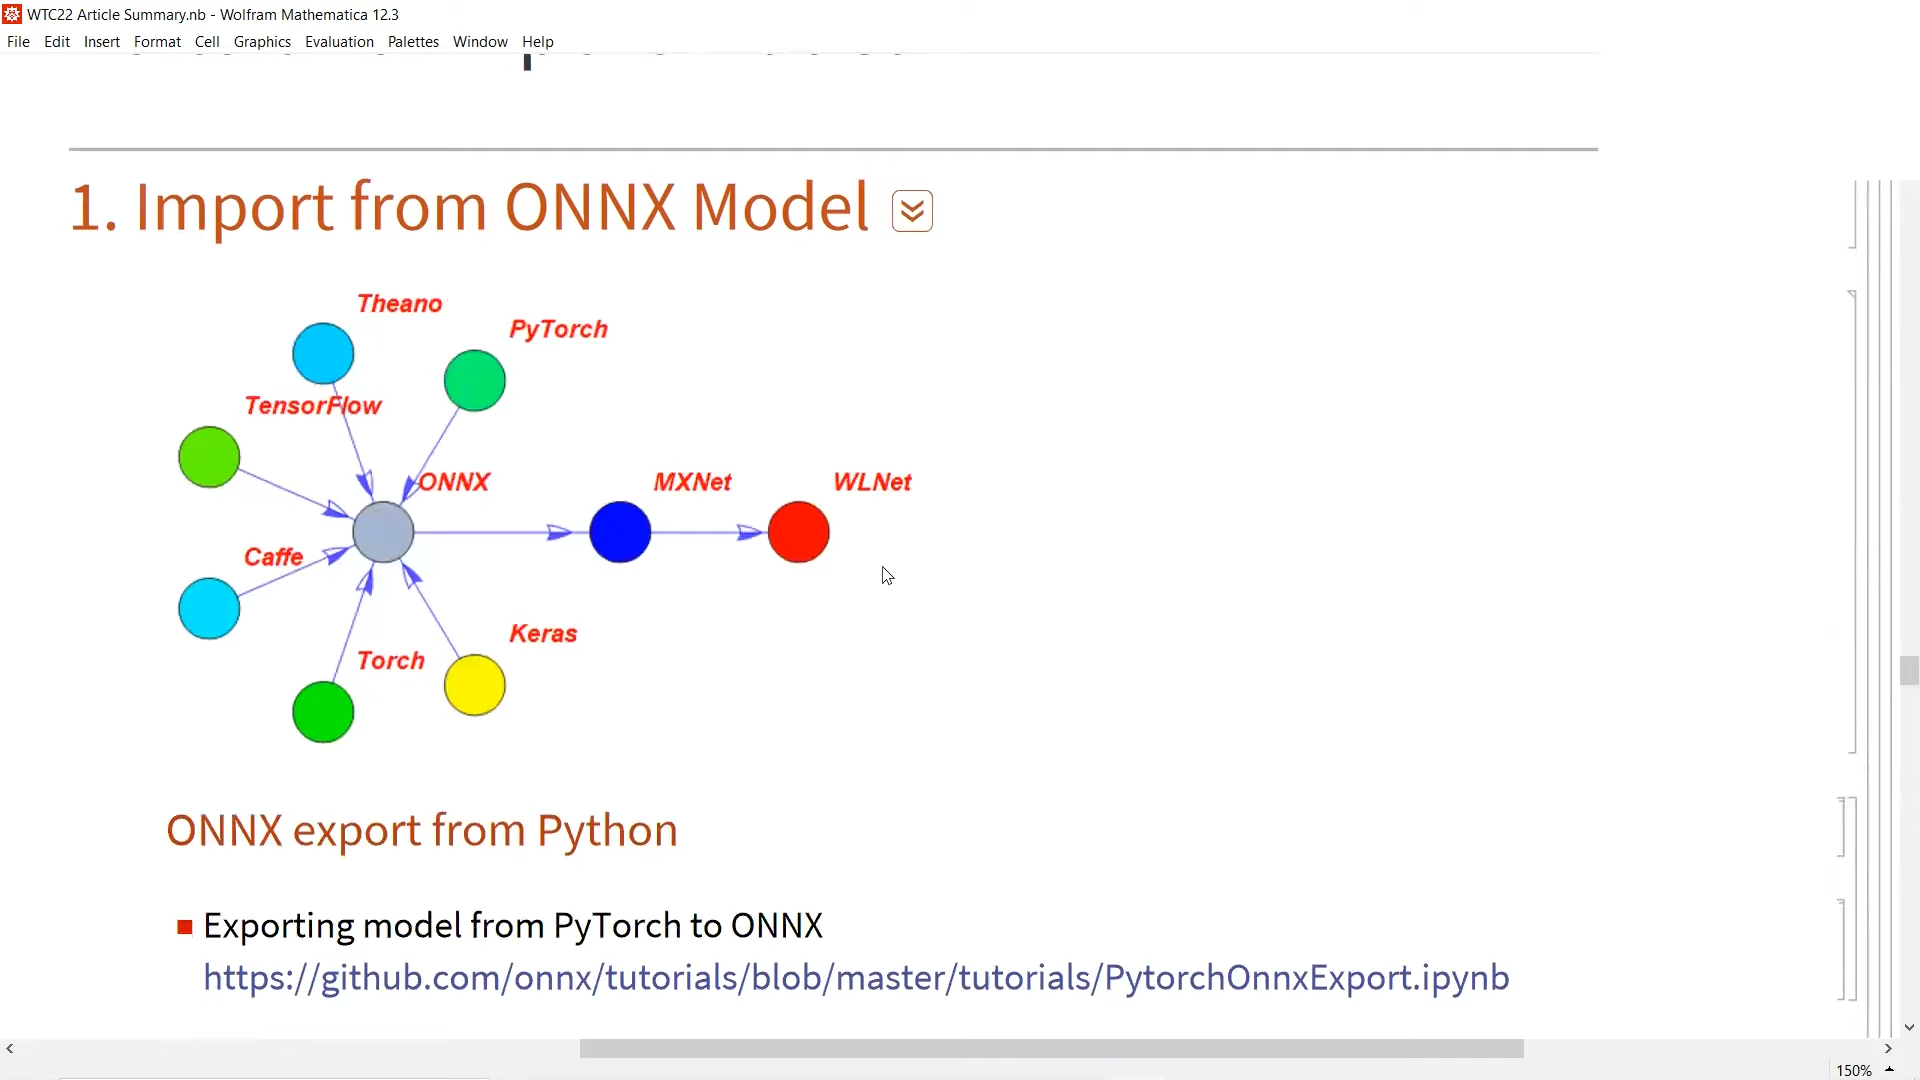 WTC22 Article Summary.nb - Wolfram Mathematica 12.3
File Edit Insert Format Cell Graphics Evaluation Palettes Window Help
1. Import from ONNX Model
Theano
PyTorch
TensorFlow
ONNX
MXNet
WLNet
Caffe
Keras
Torch
ONNX export from Python
Exporting model from PyTorch to ONNX
https://github.com/onnx/tutorials/blob/master/tutorials/PytorchOnnxExport.ipynb
150%